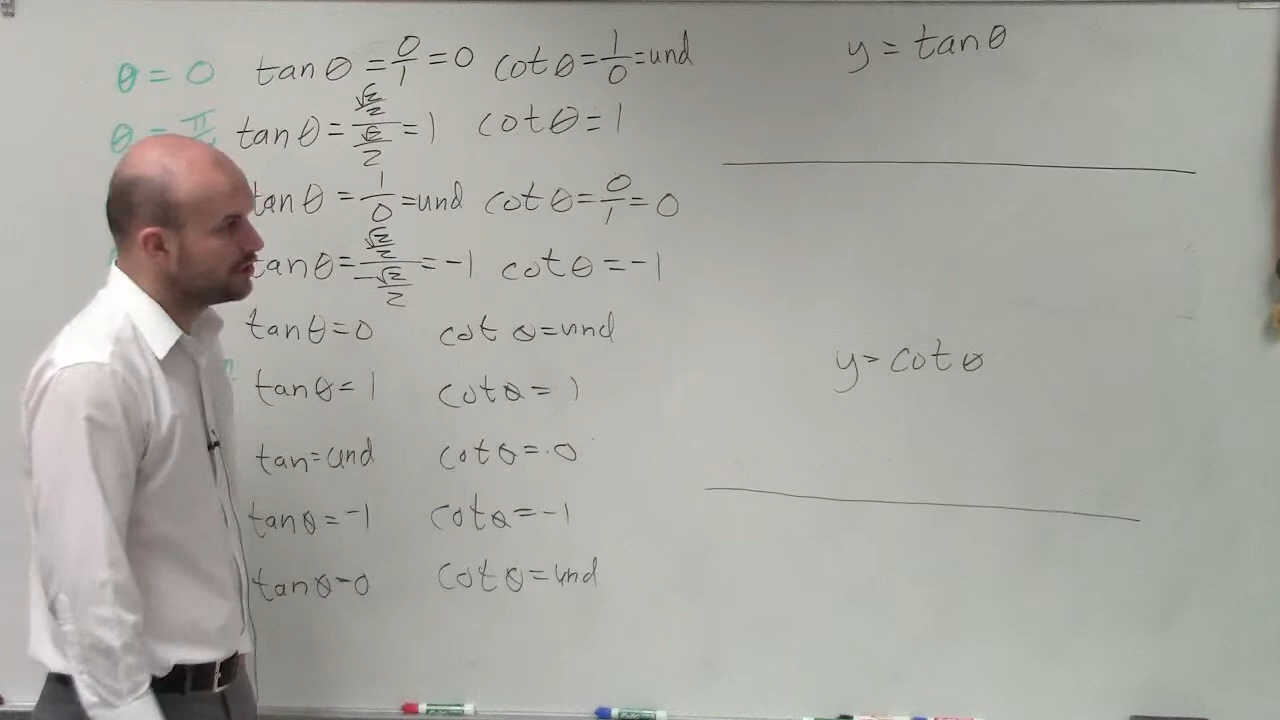 θ = 0 tan θ = 0/1 = 0 cot θ = 1/0 = und
θ = π tan θ = √2/2 / √2/2 = 1 cot θ = 1
tan θ = 1/0 = und cot θ = 0/1 = 0
tan θ = √2/2 / -√2/2 = -1 cot θ = -1
tan θ = 0 cot θ = und
tan θ = 1 cot θ = 1
tan = und cot θ = 0
tan θ = -1 cot θ = -1
tan θ - 0 cot θ = und
y = tan θ
y = cot θ